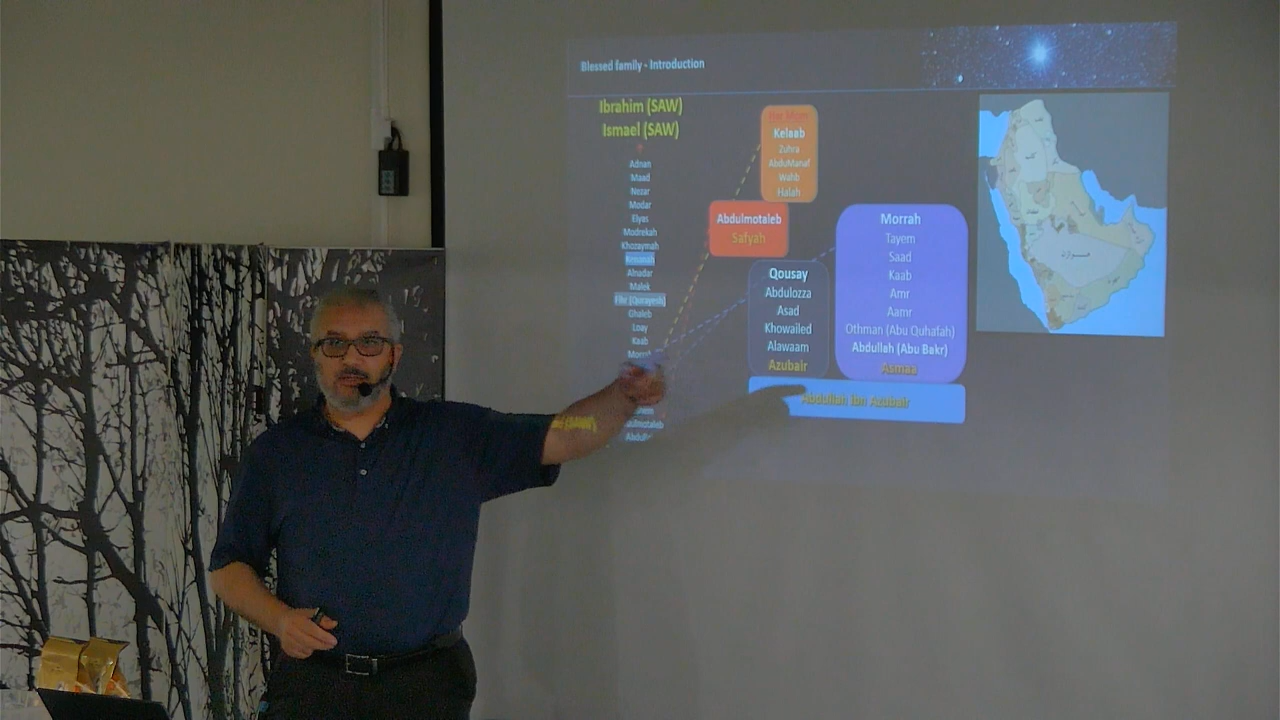 Blessed family - Introduction
Ibrahim (SAW)
Ismael (SAW)
Adnan
Maad
Nezar
Modar
Elyas
Modrekah
Khozaymah
Kenanah
Alnadar
Malek
Fihr (Qurayesh)
Ghaleb
Loay
Kaab
Morrah
Kelaab
Zuhra
AbduManaf
Wahb
Halah
Abdulmotaleb
Safyah
Qousay
Abdulozza
Asad
Khowailed
Alawaam
Azubair
Morrah
Tayem
Saad
Kaab
Amr
Aamr
Othman (Abu Quhafah)
Abdullah (Abu Bakr)
Asmaa
Abdullah Ibn Azubair